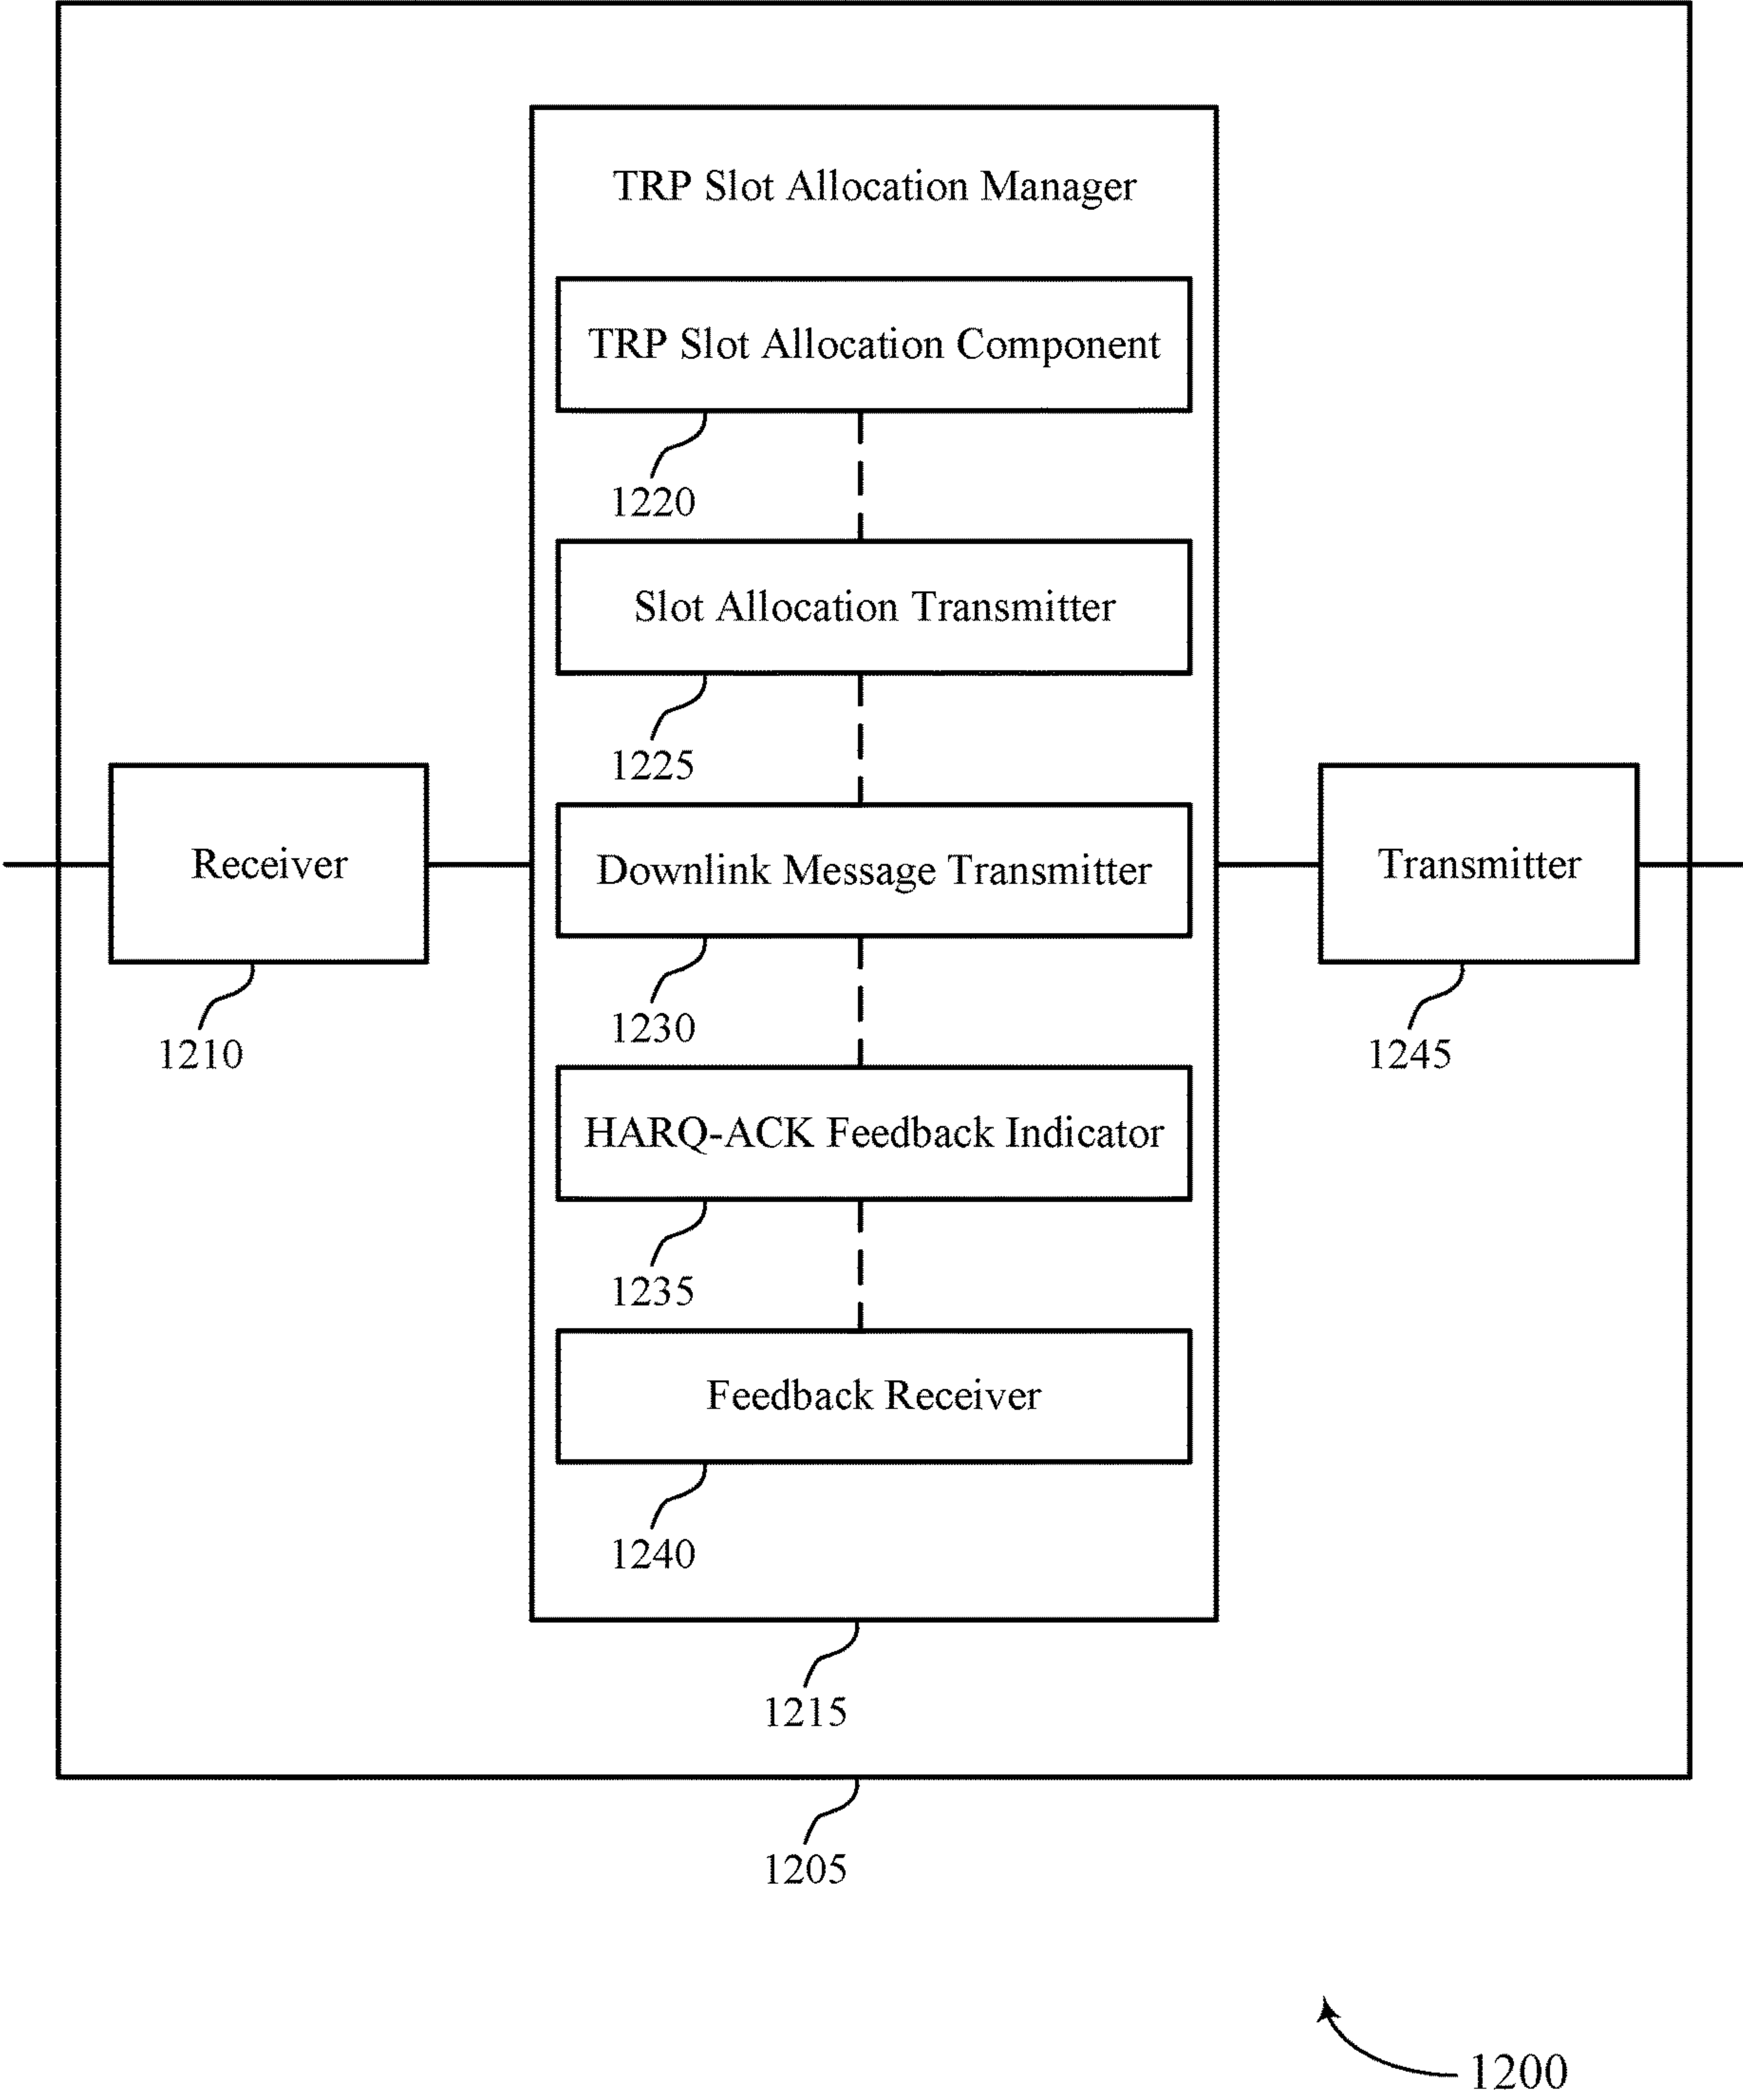 TRP Slot Allocation Manager
TRP Slot Allocation Component
1220
Slot Allocation Transmitter
1225
Receiver
1210
Downlink Message Transmitter
1230
Transmitter
1245
HARQ-ACK Feedback Indicator
1235
Feedback Receiver
1240
1215
1205
1200